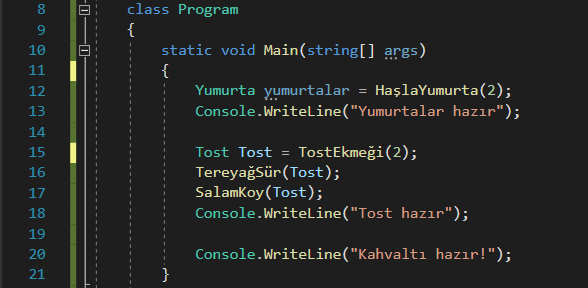 8 class Program
9 {
10 static void Main(string[] args)
11 {
12 Yumurta yumurtalar = HaşlaYumurta(2);
13 Console.WriteLine("Yumurtalar hazır");
14
15 Tost Tost = TostEkmeği(2);
16 TereyağSür(Tost);
17 SalamKoy(Tost);
18 Console.WriteLine("Tost hazır");
19
20 Console.WriteLine("Kahvaltı hazır!");
21 }